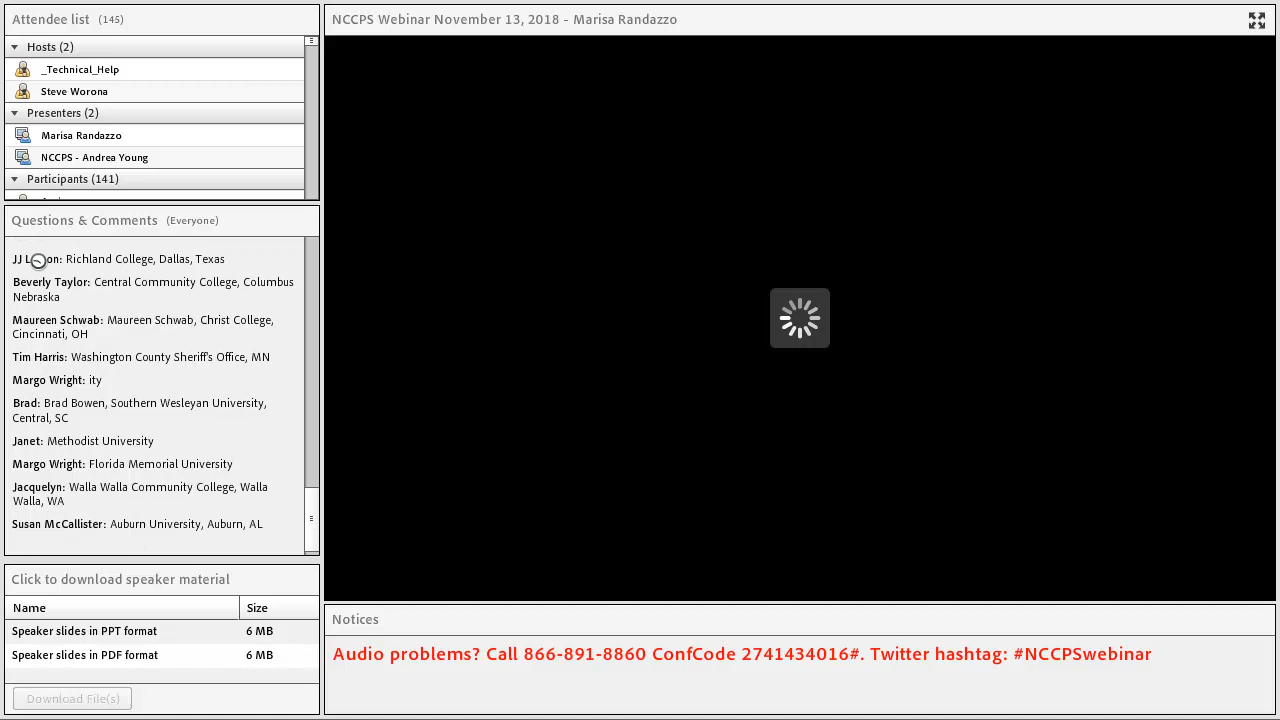 Attendee list (145)
Hosts (2)
_Technical_Help
Steve Worona
Presenters (2)
Marisa Randazzo
NCCPS - Andrea Young
Participants (141)
Questions & Comments (Everyone)
JJ Richland College, Dallas, Texas
Beverly Taylor: Central Community College, Columbus
Nebraska
Maureen Schwab: Maureen Schwab, Christ College,
Cincinnati, OH
Tim Harris: Washington County Sheriff's Office, MN
Margo Wright: ity
Brad: Brad Bowen, Southern Wesleyan University,
Central, SC
Janet: Methodist University
Margo Wright: Florida Memorial University
Jacquelyn: Walla Walla Community College, Walla
Walla, WA
Susan McCallister: Auburn University, Auburn, AL
Click to download speaker material
Name Size
Speaker slides in PPT format 6 MB
Speaker slides in PDF format 6 MB
Download File(s)
NCCPS Webinar November 13, 2018 - Marisa Randazzo
Notices
Audio problems? Call 866-891-8860 ConfCode 2741434016#. Twitter hashtag: #NCCPSwebinar